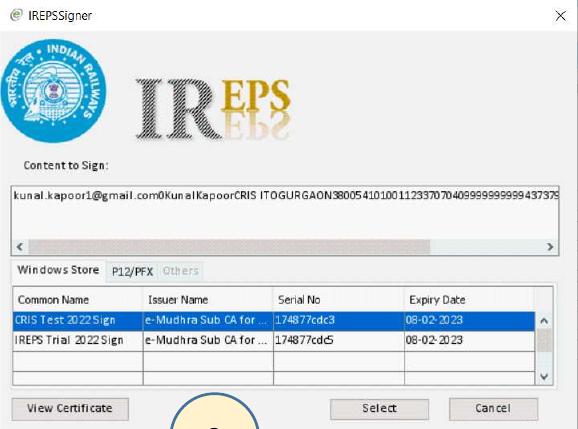 IREPSSigner
भारतीय रेल INDIAN RAILWAYS
IREPS
Content to Sign:
kunal.kapoor1@gmail.com0KunalKapoorCRIS ITOGURGAON38005410100112337070409999999999437379
Windows Store P12/PFX Others
Common Name Issuer Name Serial No Expiry Date
CRIS Test 2022 Sign e-Mudhra Sub CA for ... 174877cdc3 08-02-2023
IREPS Trial 2022 Sign e-Mudhra Sub CA for ... 174877cdc5 08-02-2023
View Certificate Select Cancel